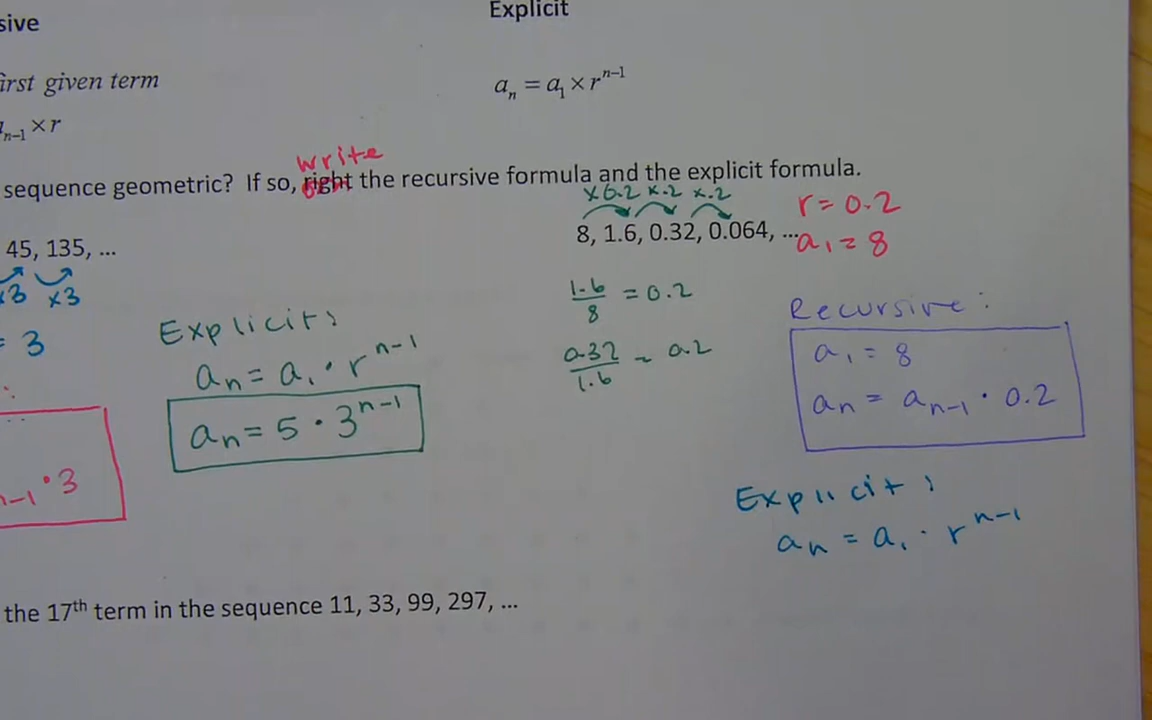 sive
Explicit
irst given term
aₙ = a₁ × rⁿ⁻¹
n–1 × r
write
sequence geometric? If so, right the recursive formula and the explicit formula.
×0.2 ×.2 ×.2
r = 0.2
45, 135, ...
8, 1.6, 0.32, 0.064, ...
a₁ = 8
×3 ×3
= 3
1.6/8 = 0.2
0.32/1.6 = 0.2
Explicit:
aₙ = a₁ · rⁿ⁻¹
aₙ = 5 · 3ⁿ⁻¹
Recursive:
a₁ = 8
aₙ = aₙ₋₁ · 0.2
n–1 · 3
Explicit:
aₙ = a₁ · rⁿ⁻¹
the 17th term in the sequence 11, 33, 99, 297, ...